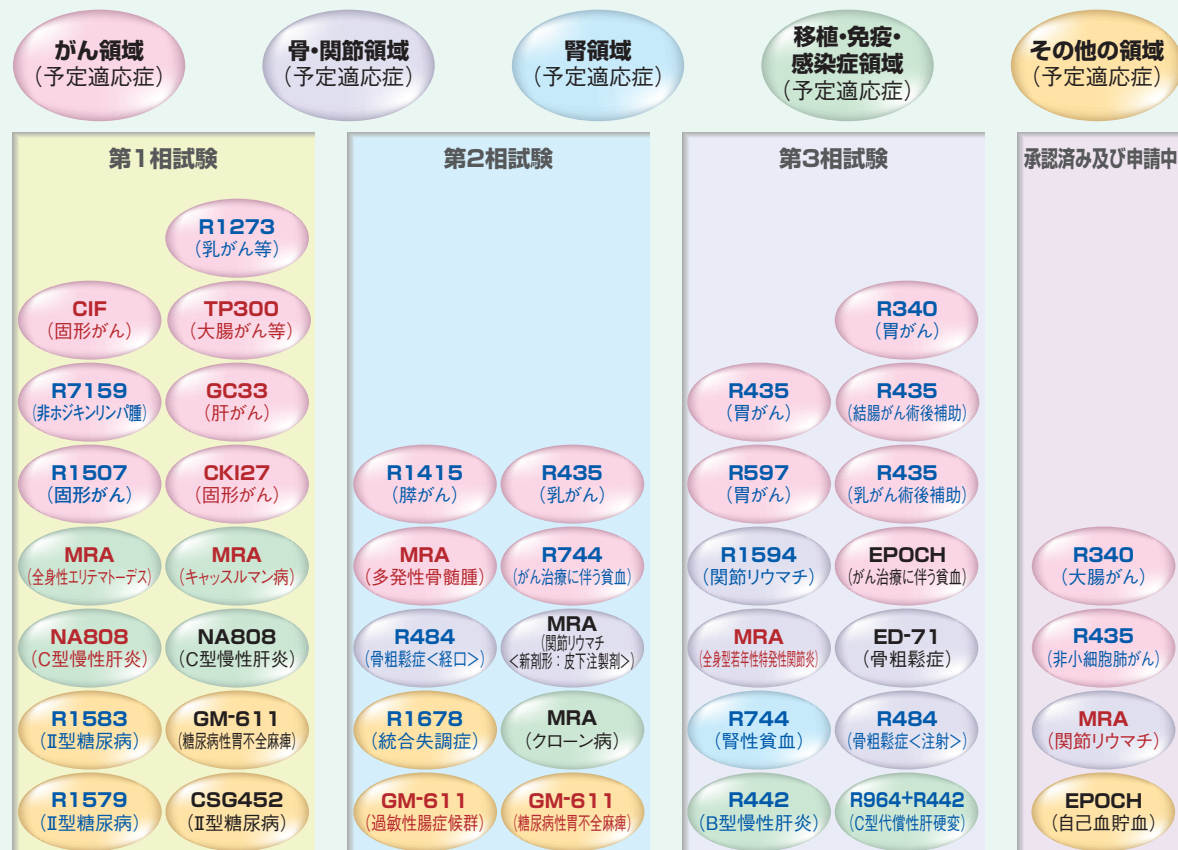 がん領域
（予定適応症）
骨・関節領域
（予定適応症）
腎領域
（予定適応症）
移植・免疫・
感染症領域
（予定適応症）
その他の領域
（予定適応症）
第1相試験
R1273
（乳がん等）
CIF
（固形がん）
TP300
（大腸がん等）
R7159
（非ホジキンリンパ腫）
GC33
（肝がん）
R1507
（固形がん）
CKI27
（固形がん）
MRA
（全身性エリテマトーデス）
MRA
（キャッスルマン病）
NA808
（C型慢性肝炎）
NA808
（C型慢性肝炎）
R1583
（Ⅱ型糖尿病）
GM-611
（糖尿病性胃不全麻痺）
R1579
（Ⅱ型糖尿病）
CSG452
（Ⅱ型糖尿病）
第2相試験
R1415
（膵がん）
R435
（乳がん）
MRA
（多発性骨髄腫）
R744
（がん治療に伴う貧血）
R484
（骨粗鬆症<経口>）
MRA
（関節リウマチ
<新剤形：皮下注製剤>）
R1678
（統合失調症）
MRA
（クローン病）
GM-611
（過敏性腸症候群）
GM-611
（糖尿病性胃不全麻痺）
第3相試験
R340
（胃がん）
R435
（胃がん）
R435
（結腸がん術後補助）
R597
（胃がん）
R435
（乳がん術後補助）
R1594
（関節リウマチ）
EPOCH
（がん治療に伴う貧血）
MRA
（全身型若年性特発性関節炎）
ED-71
（骨粗鬆症）
R744
（腎性貧血）
R484
（骨粗鬆症<注射>）
R442
（B型慢性肝炎）
R964+R442
（C型代償性肝硬変）
承認済み及び申請中
R340
（大腸がん）
R435
（非小細胞肺がん）
MRA
（関節リウマチ）
EPOCH
（自己血貯血）